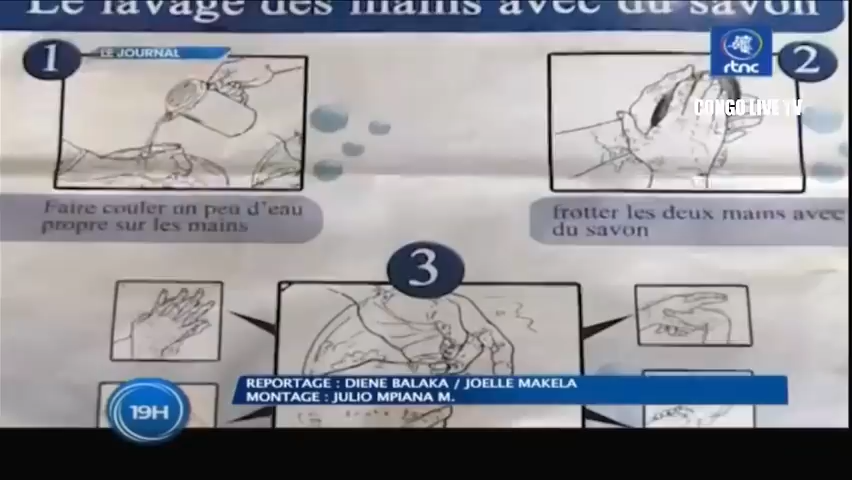 Le lavage des mains avec du savon
1
LE JOURNAL
rtnc
2
CONGO LIVE TV
Faire couler un peu d'eau
propre sur les mains
frotter les deux mains avec
du savon
3
REPORTAGE : DIENE BALAKA / JOELLE MAKELA
MONTAGE : JULIO MPIANA M.
19H